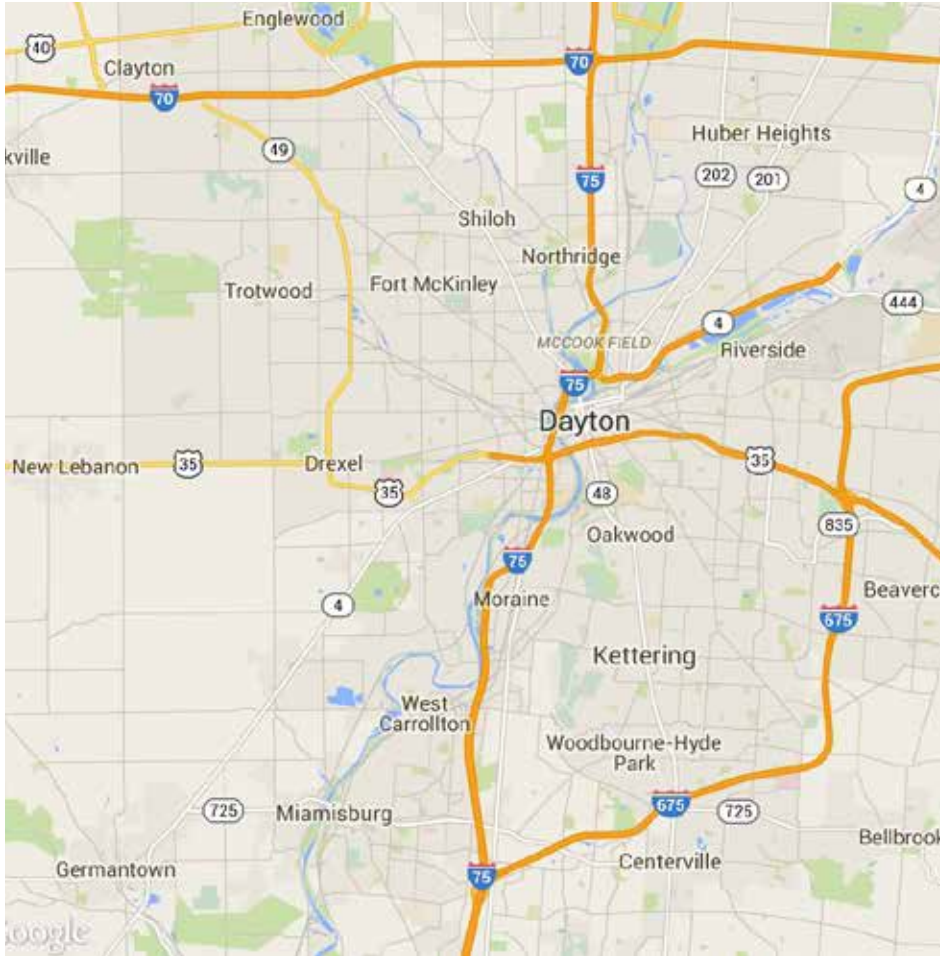 Englewood
40
Clayton
70
70
Huber Heights
kville
49
75
202
201
4
Shiloh
Northridge
Trotwood
Fort McKinley
444
4
MCCOOK FIELD
Riverside
75
Dayton
New Lebanon
35
Drexel
35
35
48
835
Oakwood
75
Beaverc
Moraine
4
675
Kettering
West
Carrollton
Woodbourne-Hyde
Park
725
Miamisburg
675
725
Bellbrook
Germantown
75
Centerville
Google